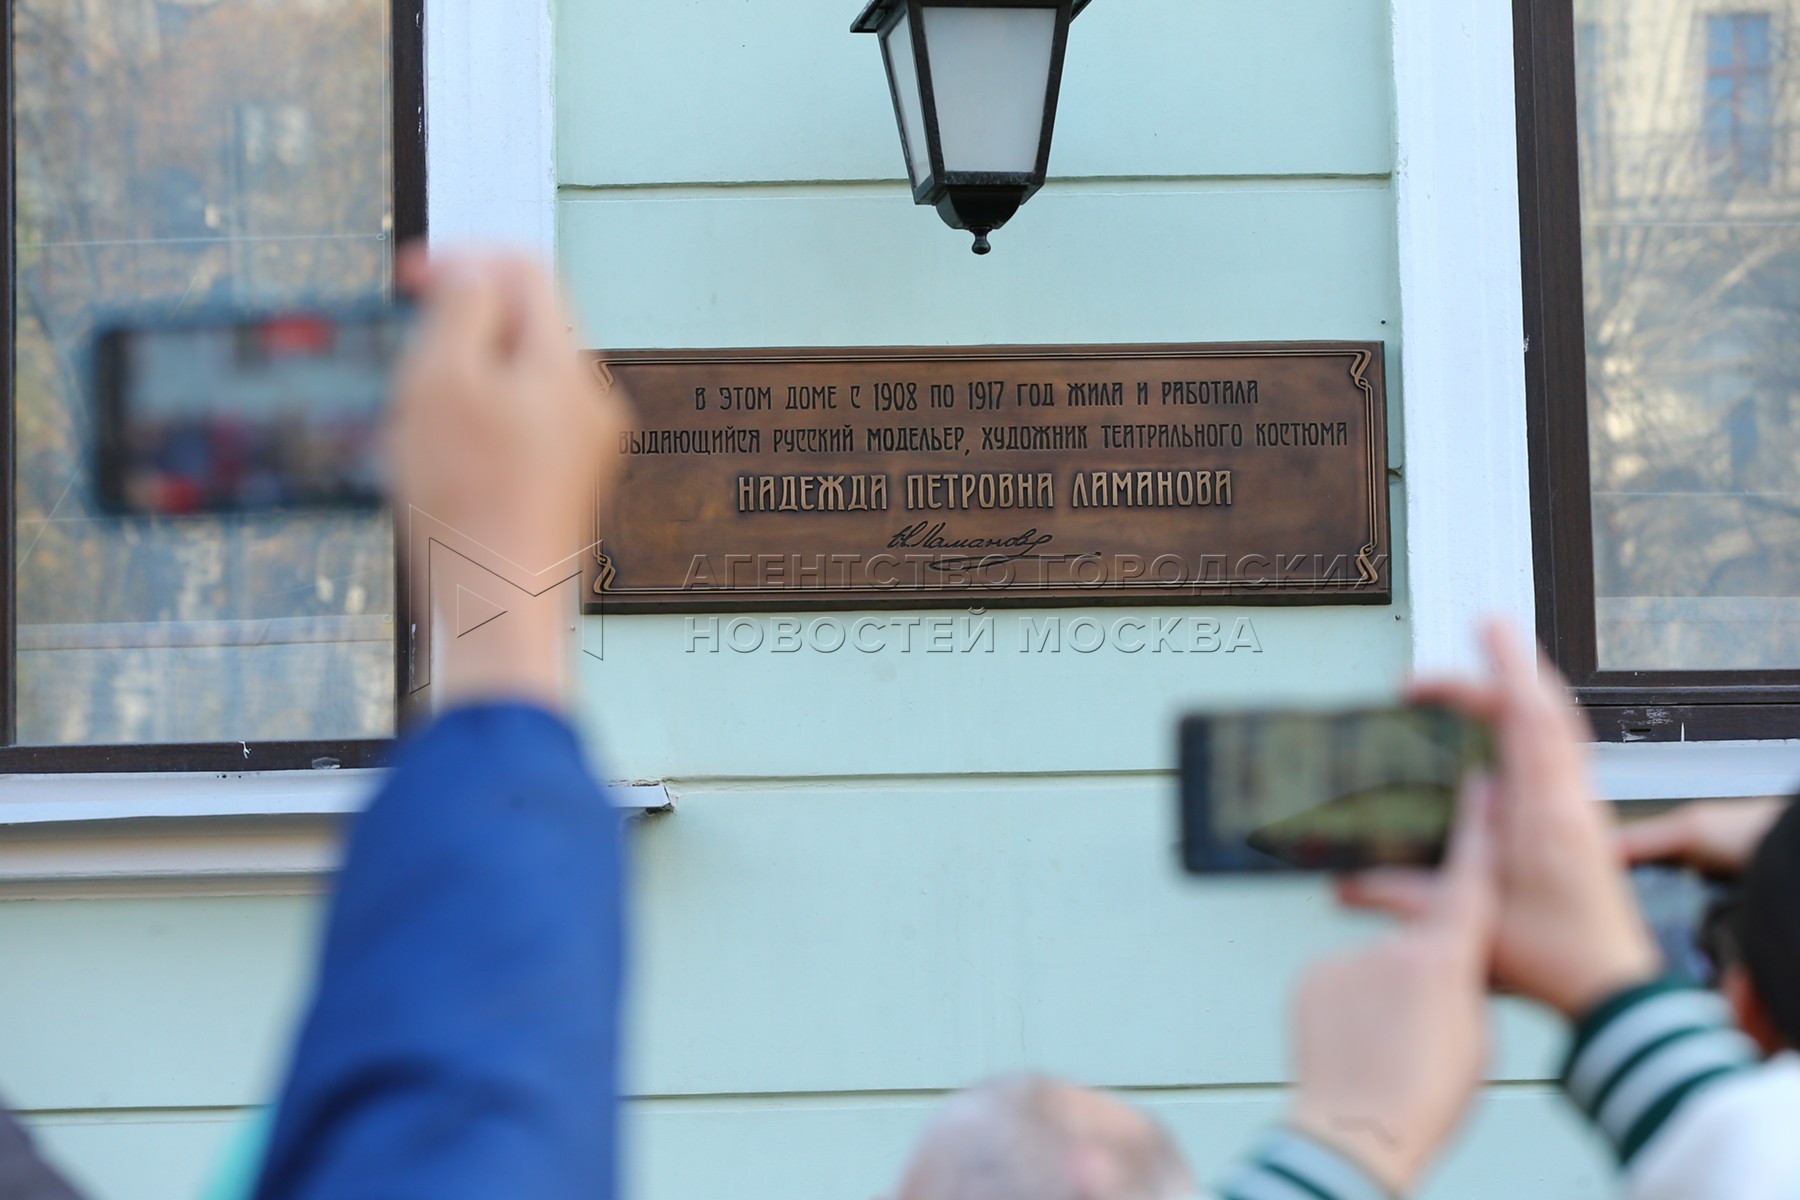 В ЭТОМ ДОМЕ С 1908 ПО 1917 ГОД ЖИЛА И РАБОТАЛА
ВЫДАЮЩИЙСЯ РУССКИЙ МОДЕЛЬЕР, ХУДОЖНИК ТЕАТРАЛЬНОГО КОСТЮМА
НАДЕЖДА ПЕТРОВНА ЛАМАНОВА
Н. Ламанова
АГЕНТСТВО ГОРОДСКИХ
НОВОСТЕЙ МОСКВА